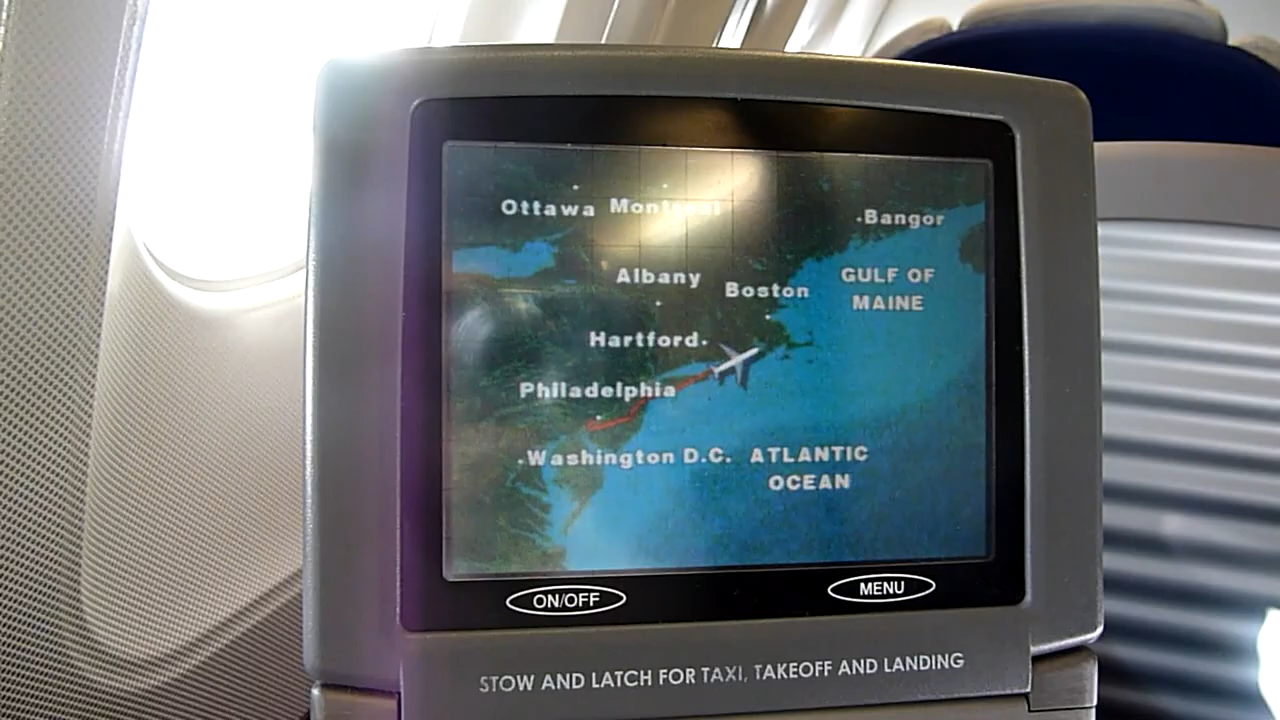 Ottawa Montreal
Bangor
Albany
Boston
GULF OF
MAINE
Hartford
Philadelphia
Washington D.C.
ATLANTIC
OCEAN
ON/OFF
MENU
STOW AND LATCH FOR TAXI, TAKEOFF AND LANDING